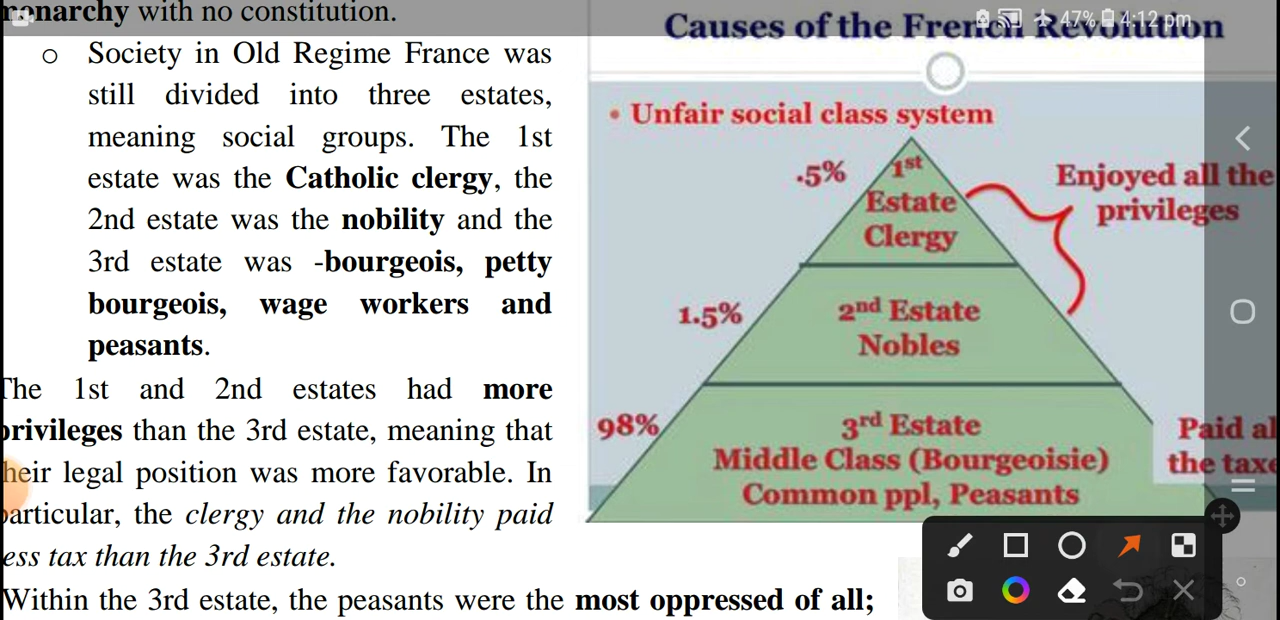 monarchy with no constitution.
o Society in Old Regime France was
still divided into three estates,
meaning social groups. The 1st
estate was the Catholic clergy, the
2nd estate was the nobility and the
3rd estate was -bourgeois, petty
bourgeois, wage workers and
peasants.
The 1st and 2nd estates had more
privileges than the 3rd estate, meaning that
heir legal position was more favorable. In
particular, the clergy and the nobility paid
ess tax than the 3rd estate.
Within the 3rd estate, the peasants were the most oppressed of all;
47% 4:12 pm
Causes of the French Revolution
• Unfair social class system
.5%
1st
Estate
Clergy
Enjoyed all the
privileges
1.5%
2nd Estate
Nobles
98%
3rd Estate
Middle Class (Bourgeoisie)
Common ppl, Peasants
Paid al
the taxe